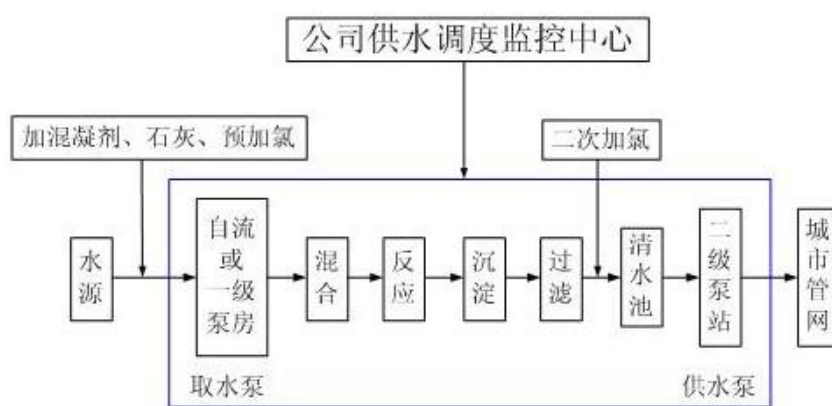 公司供水调度监控中心
加混凝剂、石灰、预加氯
二次加氯
水源
自流
或
一级
泵房
混合
反应
沉淀
过滤
清水池
二级泵站
城市管网
取水泵
供水泵